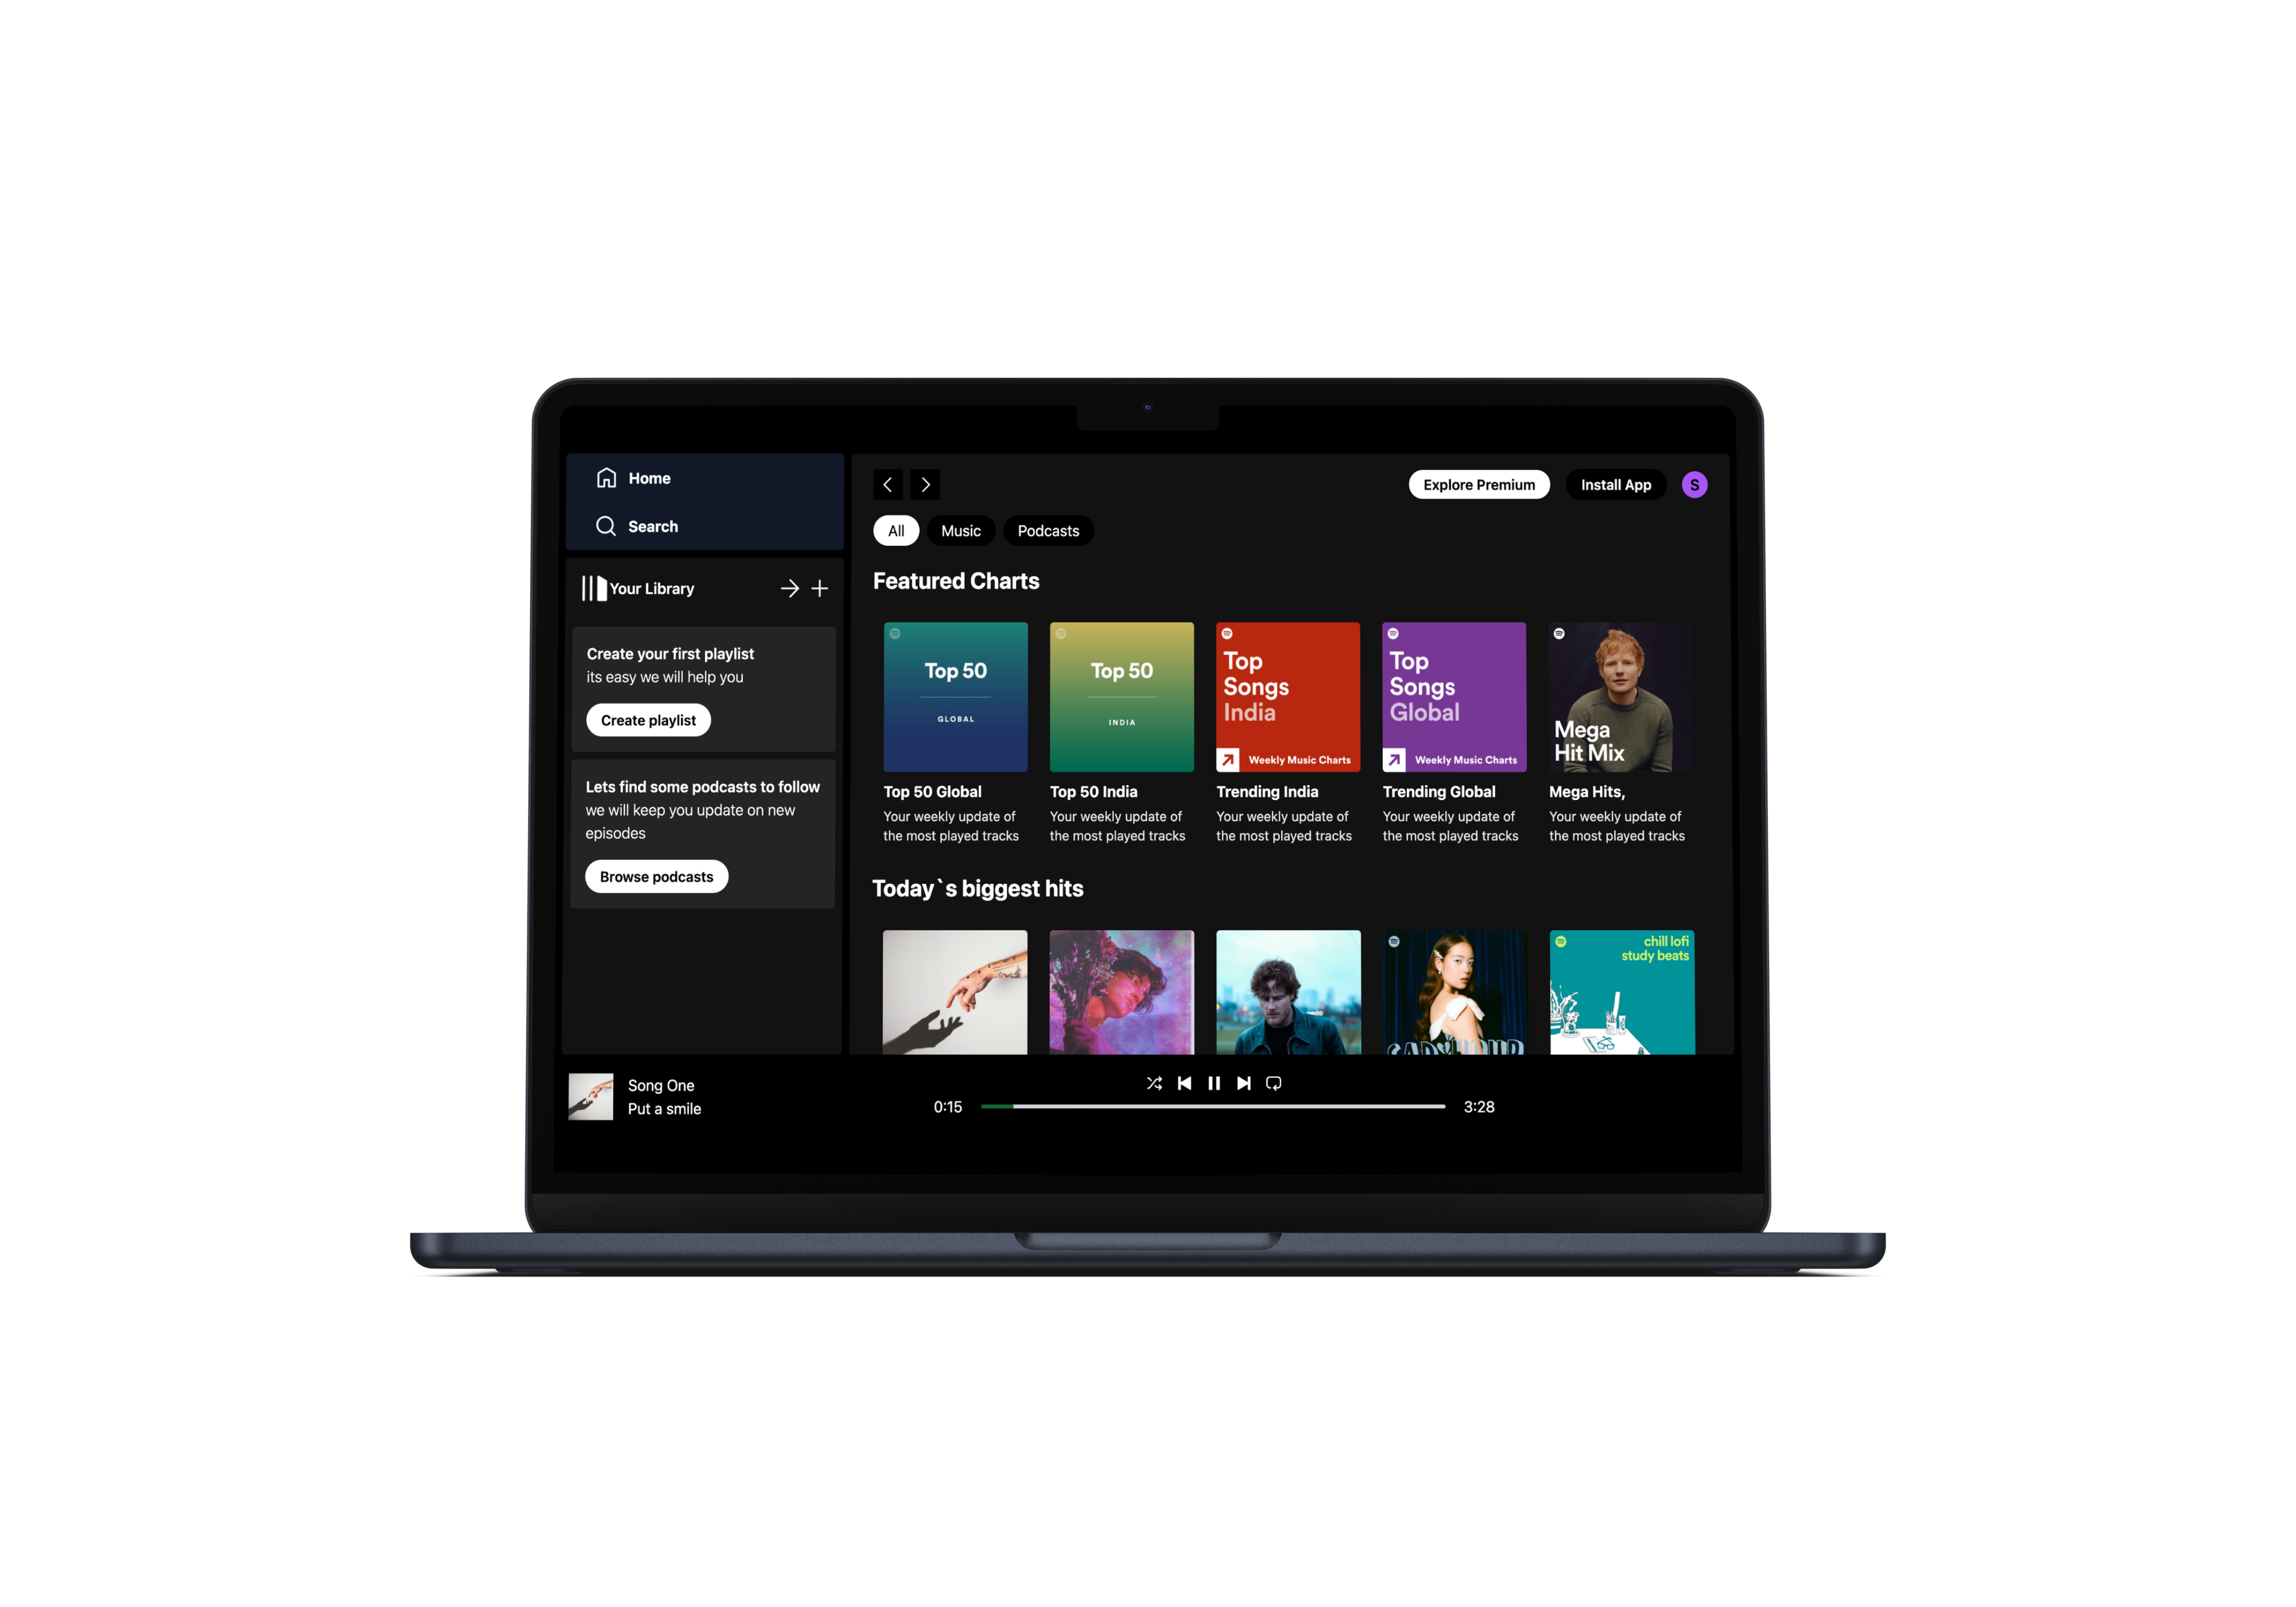 Home
Search
Your Library
Create your first playlist
its easy we will help you
Create playlist
Lets find some podcasts to follow
we will keep you update on new
episodes
Browse podcasts
Explore Premium
Install App
S
All
Music
Podcasts
Featured Charts
Top 50
GLOBAL
Top 50 Global
Your weekly update of
the most played tracks
Top 50
INDIA
Top 50 India
Your weekly update of
the most played tracks
Top
Songs
India
Weekly Music Charts
Trending India
Your weekly update of
the most played tracks
Top
Songs
Global
Weekly Music Charts
Trending Global
Your weekly update of
the most played tracks
Mega
Hit Mix
Mega Hits,
Your weekly update of
the most played tracks
Today`s biggest hits
chill lofi
study beats
Song One
Put a smile
0:15
3:28